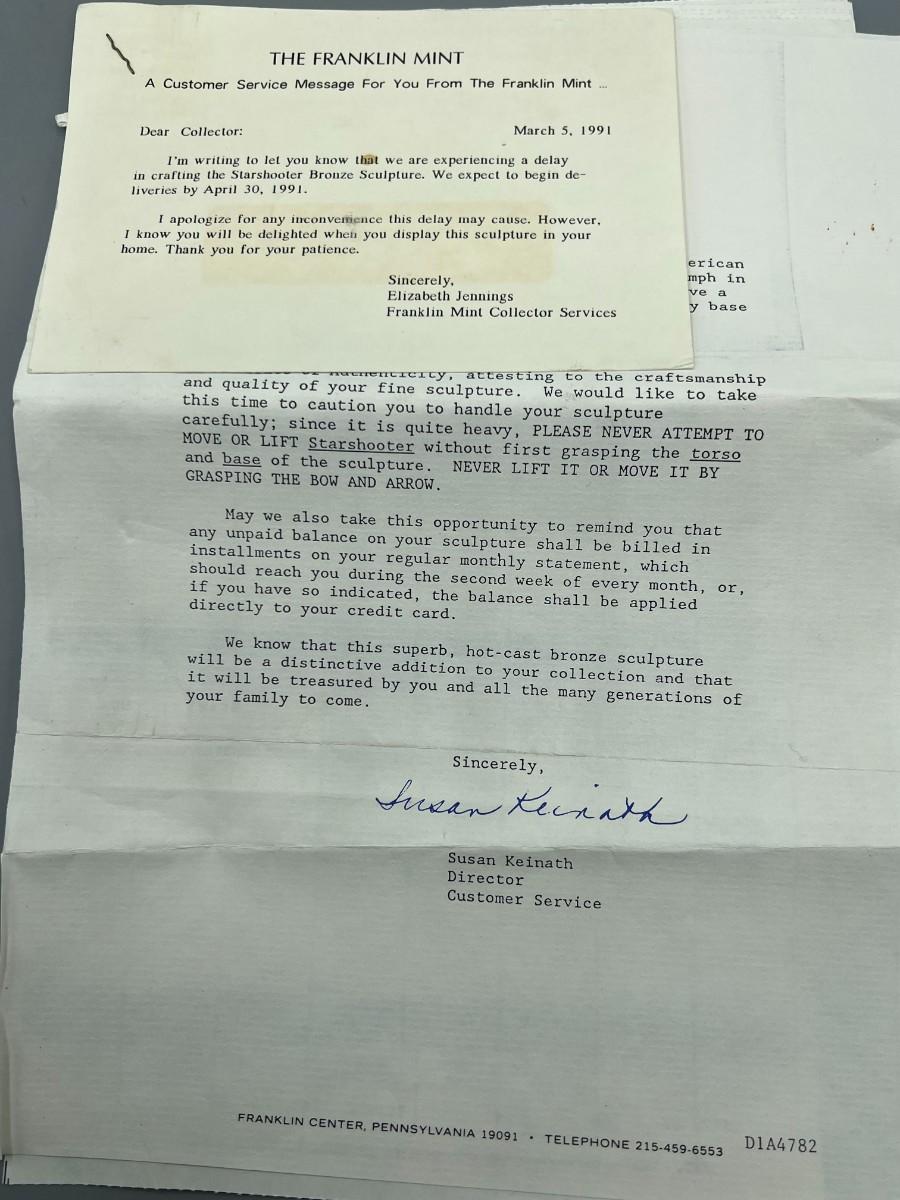 THE FRANKLIN MINT
A Customer Service Message For You From The Franklin Mint ...
Dear Collector: March 5, 1991
I'm writing to let you know that we are experiencing a delay
in crafting the Starshooter Bronze Sculpture. We expect to begin de-
liveries by April 30, 1991.
I apologize for any inconvenience this delay may cause. However,
I know you will be delighted when you display this sculpture in your
home. Thank you for your patience.
Sincerely,
Elizabeth Jennings
Franklin Mint Collector Services
erican
mph in
ve a
y base
Authenticity, attesting to the craftsmanship
and quality of your fine sculpture. We would like to take
this time to caution you to handle your sculpture
carefully; since it is quite heavy, PLEASE NEVER ATTEMPT TO
MOVE OR LIFT Starshooter without first grasping the torso
and base of the sculpture. NEVER LIFT IT OR MOVE IT BY
GRASPING THE BOW AND ARROW.
May we also take this opportunity to remind you that
any unpaid balance on your sculpture shall be billed in
installments on your regular monthly statement, which
should reach you during the second week of every month, or,
if you have so indicated, the balance shall be applied
directly to your credit card.
We know that this superb, hot-cast bronze sculpture
will be a distinctive addition to your collection and that
it will be treasured by you and all the many generations of
your family to come.
Sincerely,
Susan Keinath
Susan Keinath
Director
Customer Service
FRANKLIN CENTER, PENNSYLVANIA 19091 • TELEPHONE 215-459-6553 D1A4782